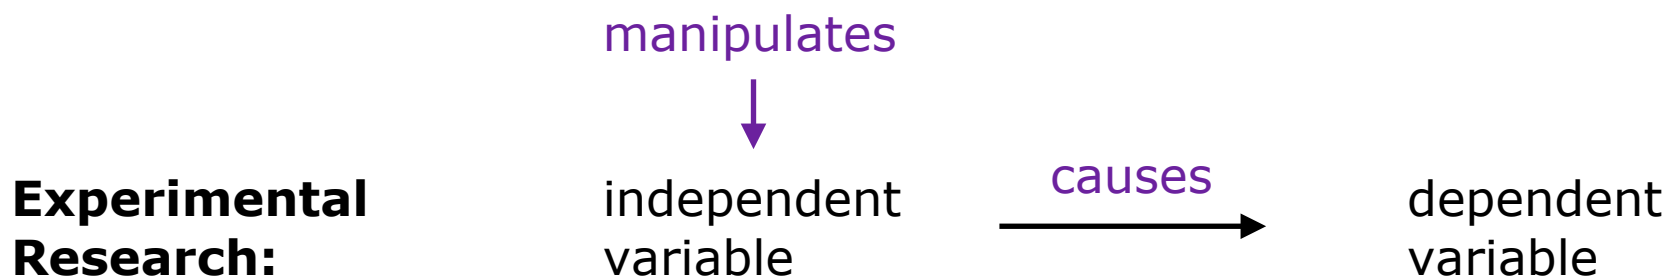 manipulates
causes
Experimental independent dependent
Research: variable variable